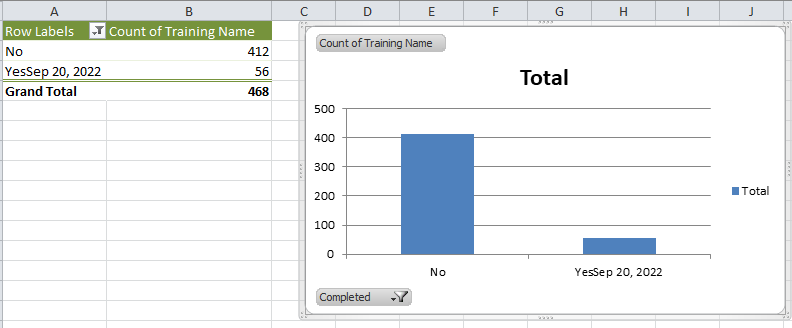 A B C D E F G H I J
Row Labels Count of Training Name
No 412
YesSep 20, 2022 56
Grand Total 468
Count of Training Name
Total
500
400
300
200
100
0
No YesSep 20, 2022
Total
Completed